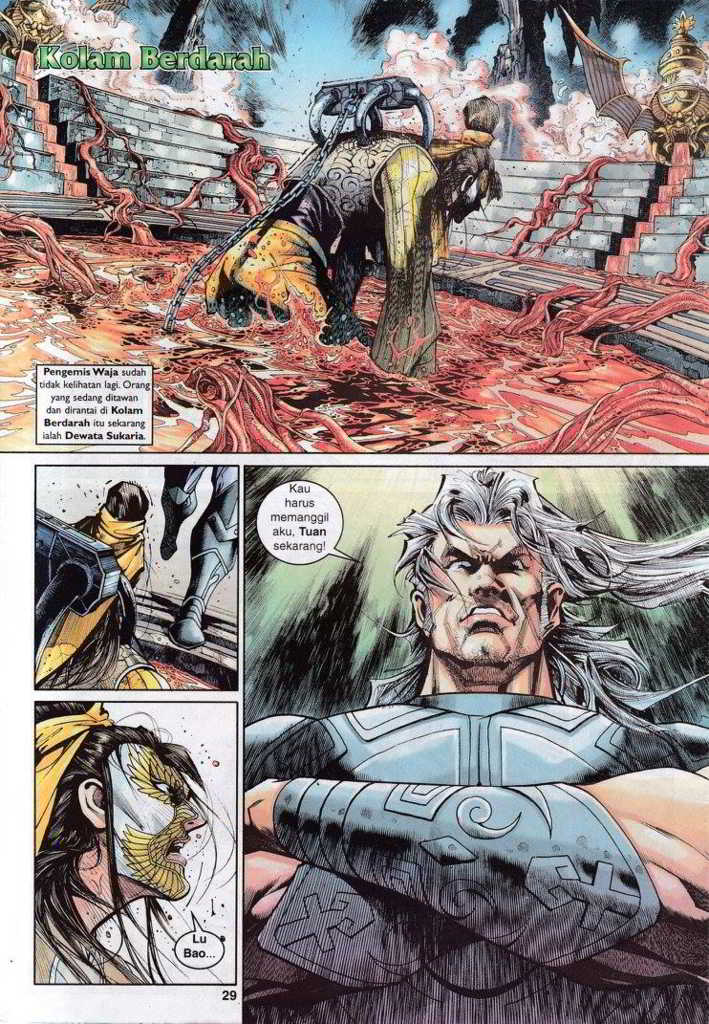 Kolam Berdarah
Pengemis Waja sudah
tidak kelihatan lagi. Orang
yang sedang ditawan
dan dirantai di Kolam
Berdarah itu sekarang
ialah Dewata Sukaria.
Kau
harus
memanggil
aku, Tuan
sekarang!
Lu
Bao...
29